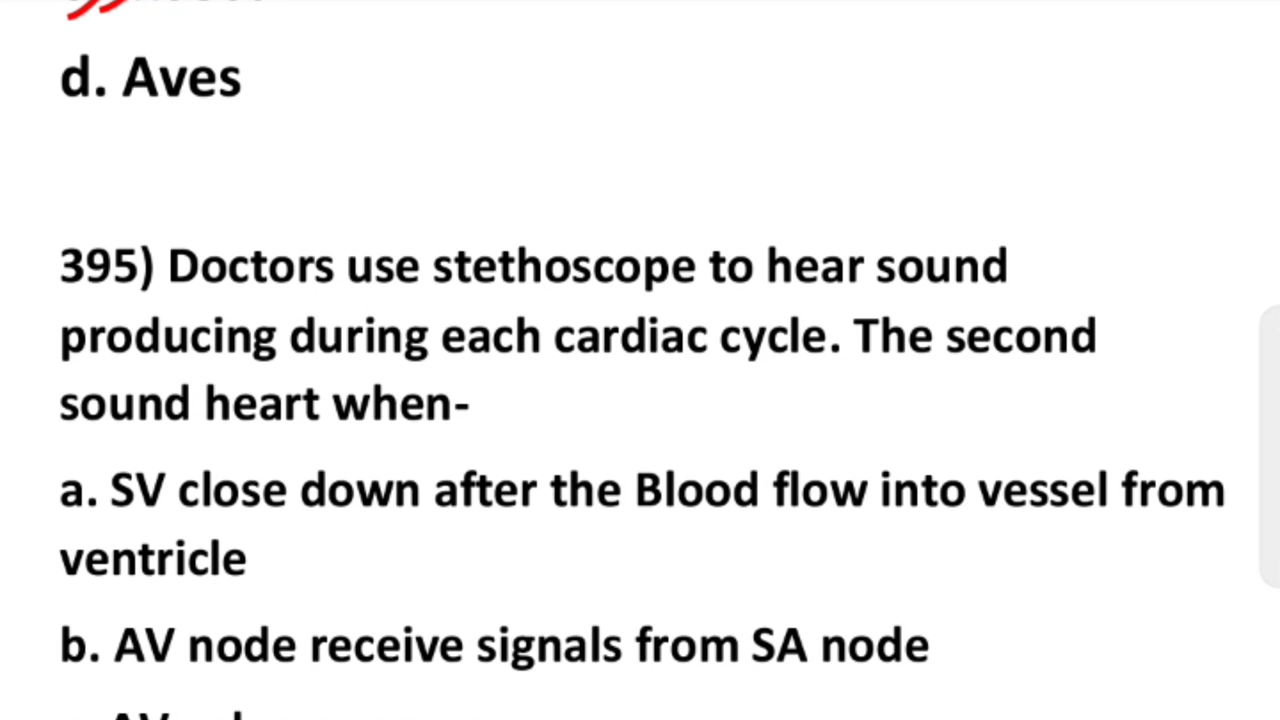 d. Aves
395) Doctors use stethoscope to hear sound
producing during each cardiac cycle. The second
sound heart when-
a. SV close down after the Blood flow into vessel from
ventricle
b. AV node receive signals from SA node